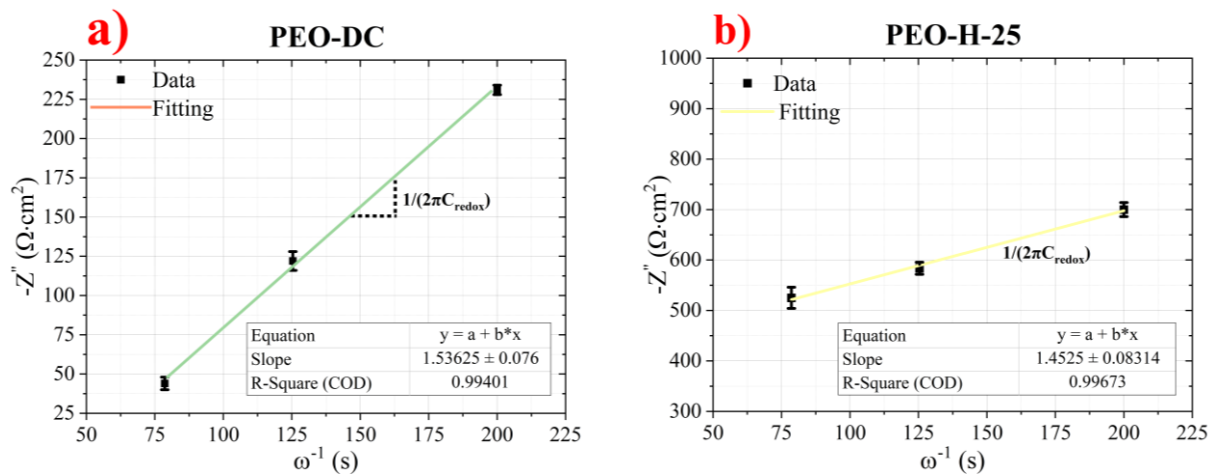 a)
PEO-DC
250
225
200
175
150
125
100
75
50
25
-Z" (Ω·cm²)
Data
Fitting
1/(2πC_redox)
Equation y = a + b*x
Slope 1.53625 ± 0.076
R-Square (COD) 0.99401
50 75 100 125 150 175 200 225
ω⁻¹ (s)
b)
PEO-H-25
1000
900
800
700
600
500
400
300
-Z" (Ω·cm²)
Data
Fitting
1/(2πC_redox)
Equation y = a + b*x
Slope 1.4525 ± 0.08314
R-Square (COD) 0.99673
50 75 100 125 150 175 200 225
ω⁻¹ (s)